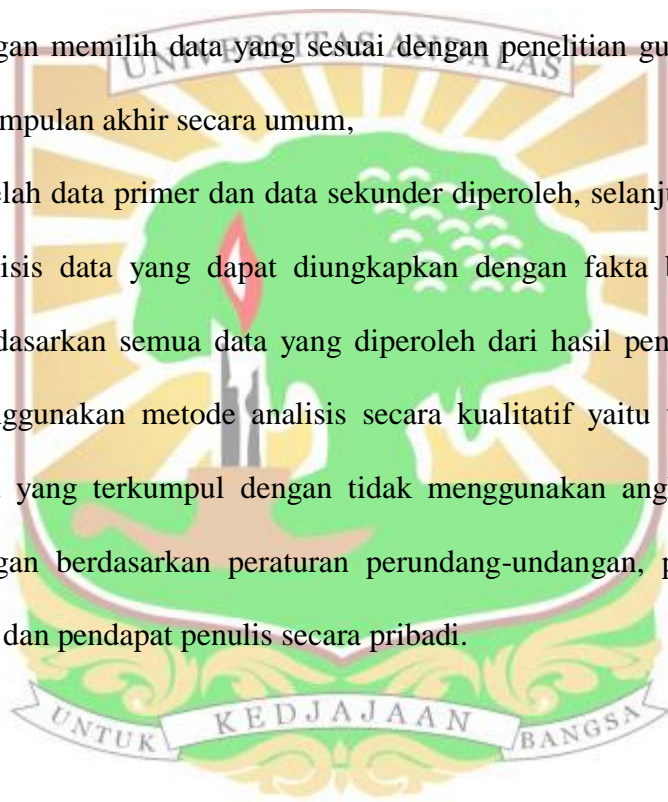 UNIVERSITAS ANDALAS
gan memilih data yang sesuai dengan penelitian gu
mpulan akhir secara umum,
elah data primer dan data sekunder diperoleh, selanju
isis data yang dapat diungkapkan dengan fakta b
dasarkan semua data yang diperoleh dari hasil pen
ggunakan metode analisis secara kualitatif yaitu
yang terkumpul dengan tidak menggunakan ang
gan berdasarkan peraturan perundang-undangan, p
dan pendapat penulis secara pribadi.
UNTUK KEDJAJAAN BANGSA